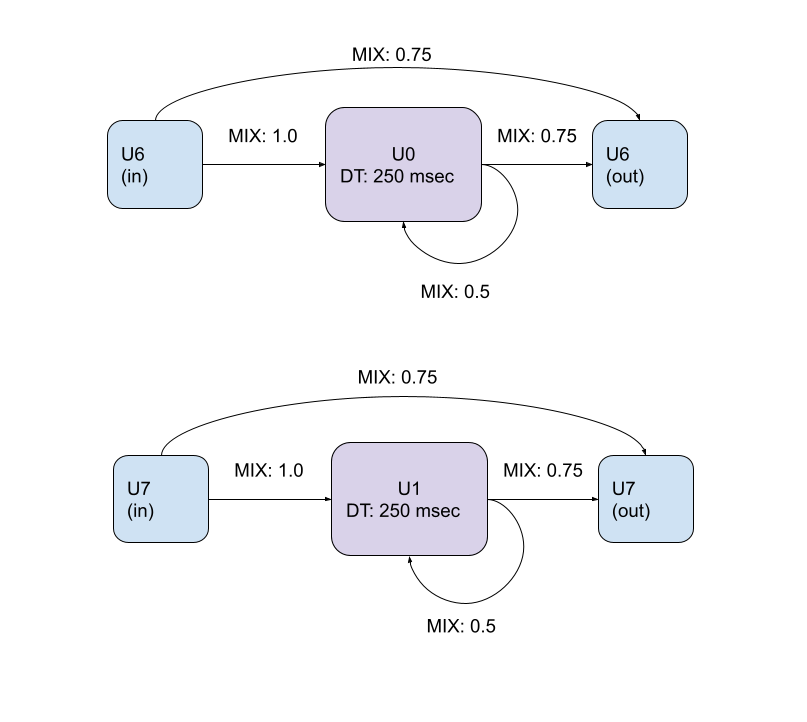 MIX: 0.75
MIX: 1.0
MIX: 0.75
U6
(in)
U0
DT: 250 msec
U6
(out)
MIX: 0.5
MIX: 0.75
MIX: 1.0
MIX: 0.75
U7
(in)
U1
DT: 250 msec
U7
(out)
MIX: 0.5